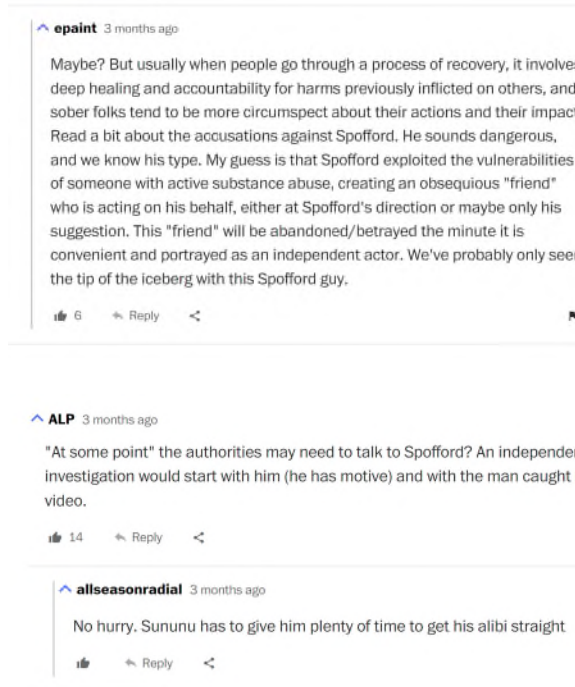 epaint 3 months ago
Maybe? But usually when people go through a process of recovery, it involve
deep healing and accountability for harms previously inflicted on others, and
sober folks tend to be more circumspect about their actions and their impac
Read a bit about the accusations against Spofford. He sounds dangerous,
and we know his type. My guess is that Spofford exploited the vulnerabilities
of someone with active substance abuse, creating an obsequious "friend"
who is acting on his behalf, either at Spofford's direction or maybe only his
suggestion. This "friend" will be abandoned/betrayed the minute it is
convenient and portrayed as an independent actor. We've probably only see
the tip of the iceberg with this Spofford guy.
6 Reply
ALP 3 months ago
"At some point" the authorities may need to talk to Spofford? An independe
investigation would start with him (he has motive) and with the man caught
video.
14 Reply
allseasonradial 3 months ago
No hurry. Sununu has to give him plenty of time to get his alibi straight
Reply